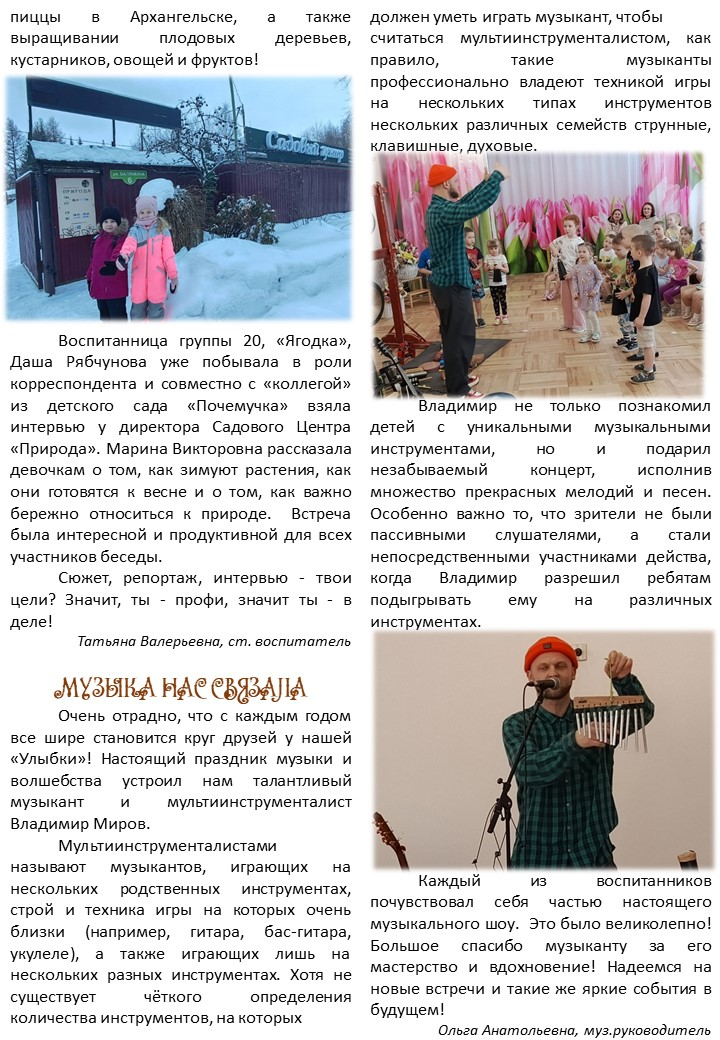 пиццы в Архангельске, а также
выращивании плодовых деревьев,
кустарников, овощей и фруктов!
Садовый центр
ПРИРОДА
6
Воспитанница группы 20, «Ягодка»,
Даша Рябчунова уже побывала в роли
корреспондента и совместно с «коллегой»
из детского сада «Почемучка» взяла
интервью у директора Садового Центра
«Природа». Марина Викторовна рассказала
девочкам о том, как зимуют растения, как
они готовятся к весне и о том, как важно
бережно относиться к природе. Встреча
была интересной и продуктивной для всех
участников беседы.
Сюжет, репортаж, интервью - твои
цели? Значит, ты - профи, значит ты - в
деле!
Татьяна Валерьевна, ст. воспитатель
МУЗЫКА НАС СВЯЗАЛА
Очень отрадно, что с каждым годом
все шире становится круг друзей у нашей
«Улыбки»! Настоящий праздник музыки и
волшебства устроил нам талантливый
музыкант и мультиинструменталист
Владимир Миров.
Мультиинструменталистами
называют музыкантов, играющих на
нескольких родственных инструментах,
строй и техника игры на которых очень
близки (например, гитара, бас-гитара,
укулеле), а также играющих лишь на
нескольких разных инструментах. Хотя не
существует чёткого определения
количества инструментов, на которых
должен уметь играть музыкант, чтобы
считаться мультиинструменталистом, как
правило, такие музыканты
профессионально владеют техникой игры
на нескольких типах инструментов
нескольких различных семейств струнные,
клавишные, духовые.
Владимир не только познакомил
детей с уникальными музыкальными
инструментами, но и подарил
незабываемый концерт, исполнив
множество прекрасных мелодий и песен.
Особенно важно то, что зрители не были
пассивными слушателями, а стали
непосредственными участниками действа,
когда Владимир разрешил ребятам
подыгрывать ему на различных
инструментах.
Каждый из воспитанников
почувствовал себя частью настоящего
музыкального шоу. Это было великолепно!
Большое спасибо музыканту за его
мастерство и вдохновение! Надеемся на
новые встречи и такие же яркие события в
будущем!
Ольга Анатольевна, муз.руководитель